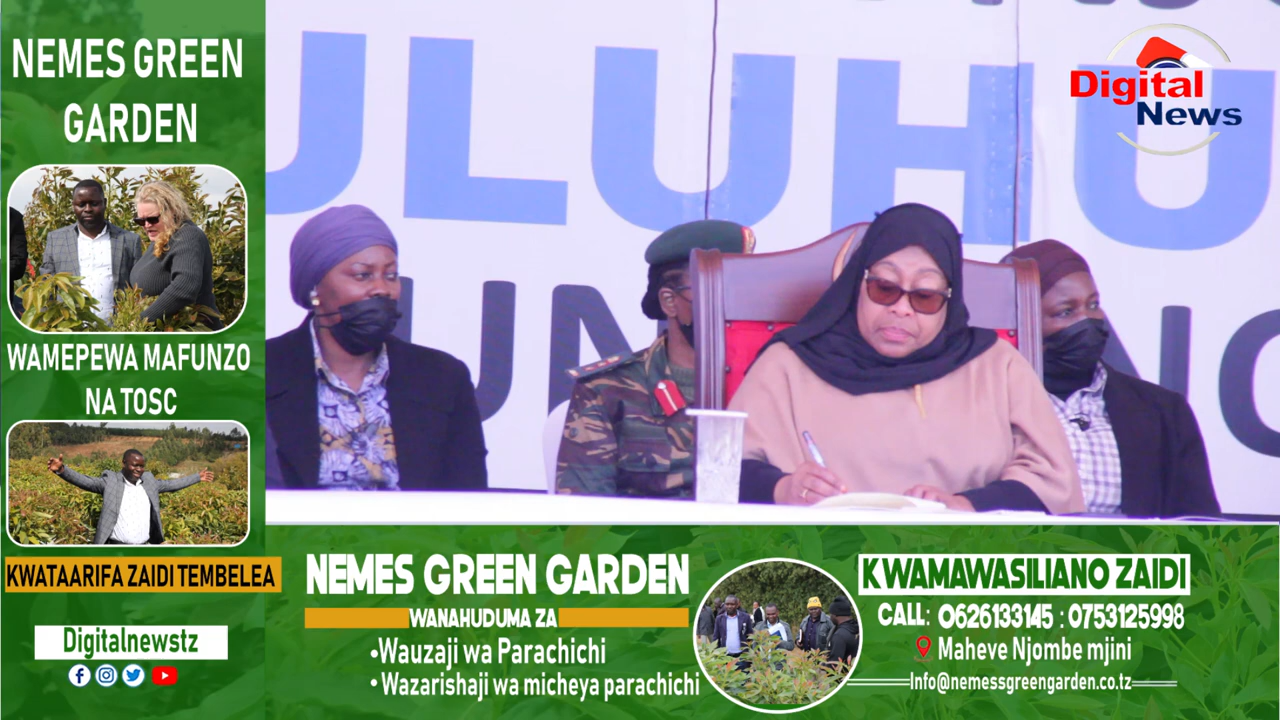 NEMES GREEN
GARDEN
WAMEPEWA MAFUNZO
NA TOSC
KWATAARIFA ZAIDI TEMBELEA
Digitalnewstz
ULUHU
UN
NC
Digital
News
NEMES GREEN GARDEN
WANAHUDUMA ZA
•Wauzaji wa Parachichi
• Wazarishaji wa micheya parachichi
KWAMAWASILIANO ZAIDI
CALL: 0626133145 : 0753125998
Maheve Njombe mjini
Info@nemessgreengarden.co.tz